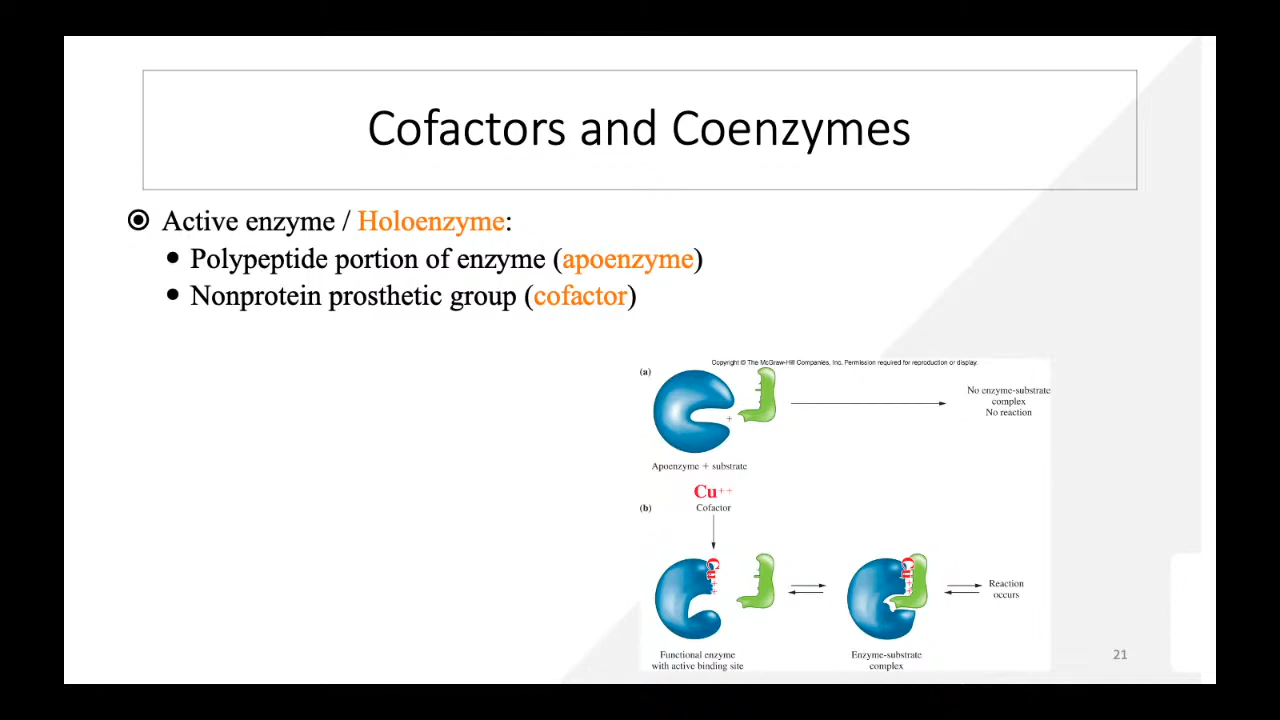 Cofactors and Coenzymes
Active enzyme / Holoenzyme:
Polypeptide portion of enzyme (apoenzyme)
Nonprotein prosthetic group (cofactor)
Copyright © The McGraw-Hill Companies, Inc. Permission required for reproduction or display.
(a)
+
No enzyme-substrate
complex
No reaction
Apoenzyme + substrate
Cu++
Cofactor
(b)
Cu++
Cu++
Reaction
occurs
Functional enzyme
with active binding site
Enzyme-substrate
complex
21